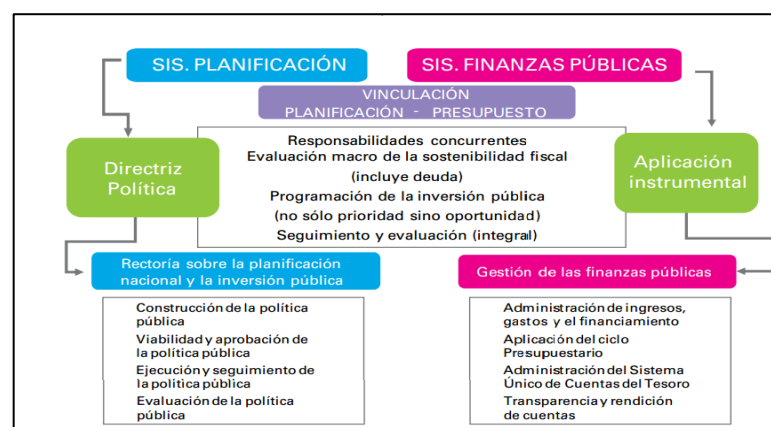 SIS. PLANIFICACIÓN
SIS. FINANZAS PÚBLICAS
VINCULACIÓN
PLANIFICACIÓN - PRESUPUESTO
Directriz
Política
Responsabilidades concurrentes
Evaluación macro de la sostenibilidad fiscal
(incluye deuda)
Programación de la inversión pública
(no sólo prioridad sino oportunidad)
Seguimiento y evaluación (integral)
Aplicación
instrumental
Rectoría sobre la planificación
nacional y la inversión pública
Construcción de la política
pública
Viabilidad y aprobación de
la política pública
Ejecución y seguimiento de
la politica pública
Evaluación de la política
pública
Gestión de las finanzas públicas
Administración de ingresos,
gastos y el financiamiento
Aplicación del ciclo
Presupuestario
Administración del Sistema
Único de Cuentas del Tesoro
Transparencia y rendición
de cuentas